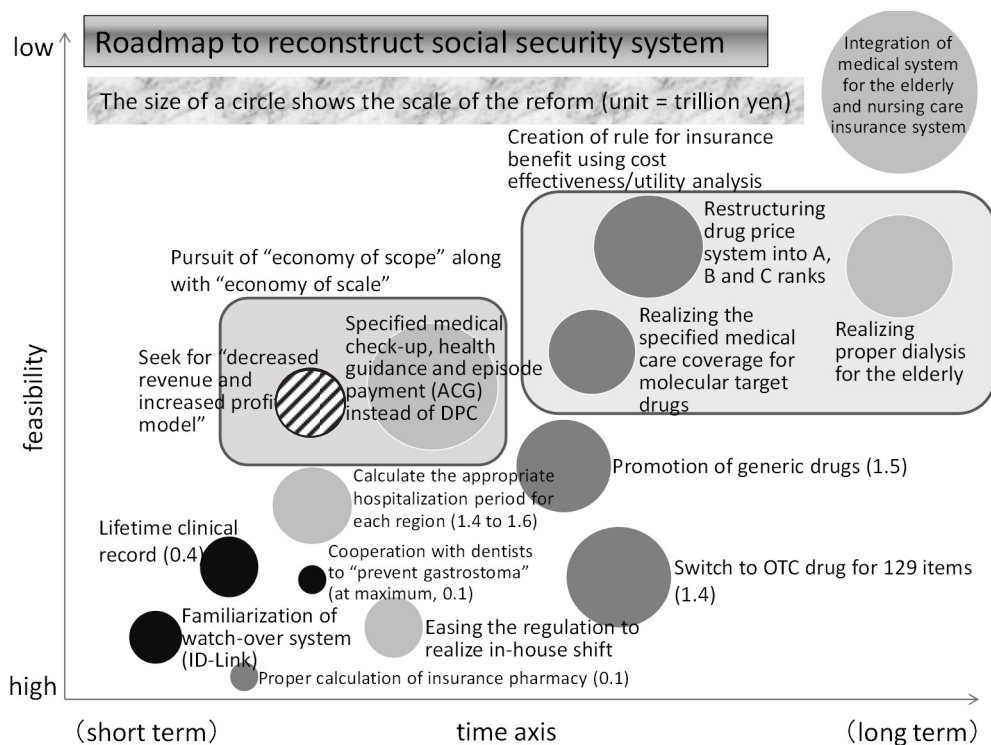 low
Roadmap to reconstruct social security system
The size of a circle shows the scale of the reform (unit = trillion yen)
Integration of
medical system
for the elderly
and nursing care
insurance system
Creation of rule for insurance
benefit using cost
effectiveness/utility analysis
Restructuring
drug price
system into A,
B and C ranks
Realizing the
specified medical
care coverage for
molecular target
drugs
Realizing
proper dialysis
for the elderly
Pursuit of “economy of scope” along
with “economy of scale”
Seek for “decreased
revenue and
increased profit
model”
Specified medical
check-up, health
guidance and episode
payment (ACG)
instead of DPC
feasibility
Promotion of generic drugs (1.5)
Calculate the appropriate
hospitalization period for
each region (1.4 to 1.6)
Lifetime clinical
record (0.4)
Cooperation with dentists
to “prevent gastrostoma”
(at maximum, 0.1)
Switch to OTC drug for 129 items
(1.4)
Familiarization of
watch-over system
(ID-Link)
Easing the regulation to
realize in-house shift
Proper calculation of insurance pharmacy (0.1)
high
(short term)
time axis
(long term)